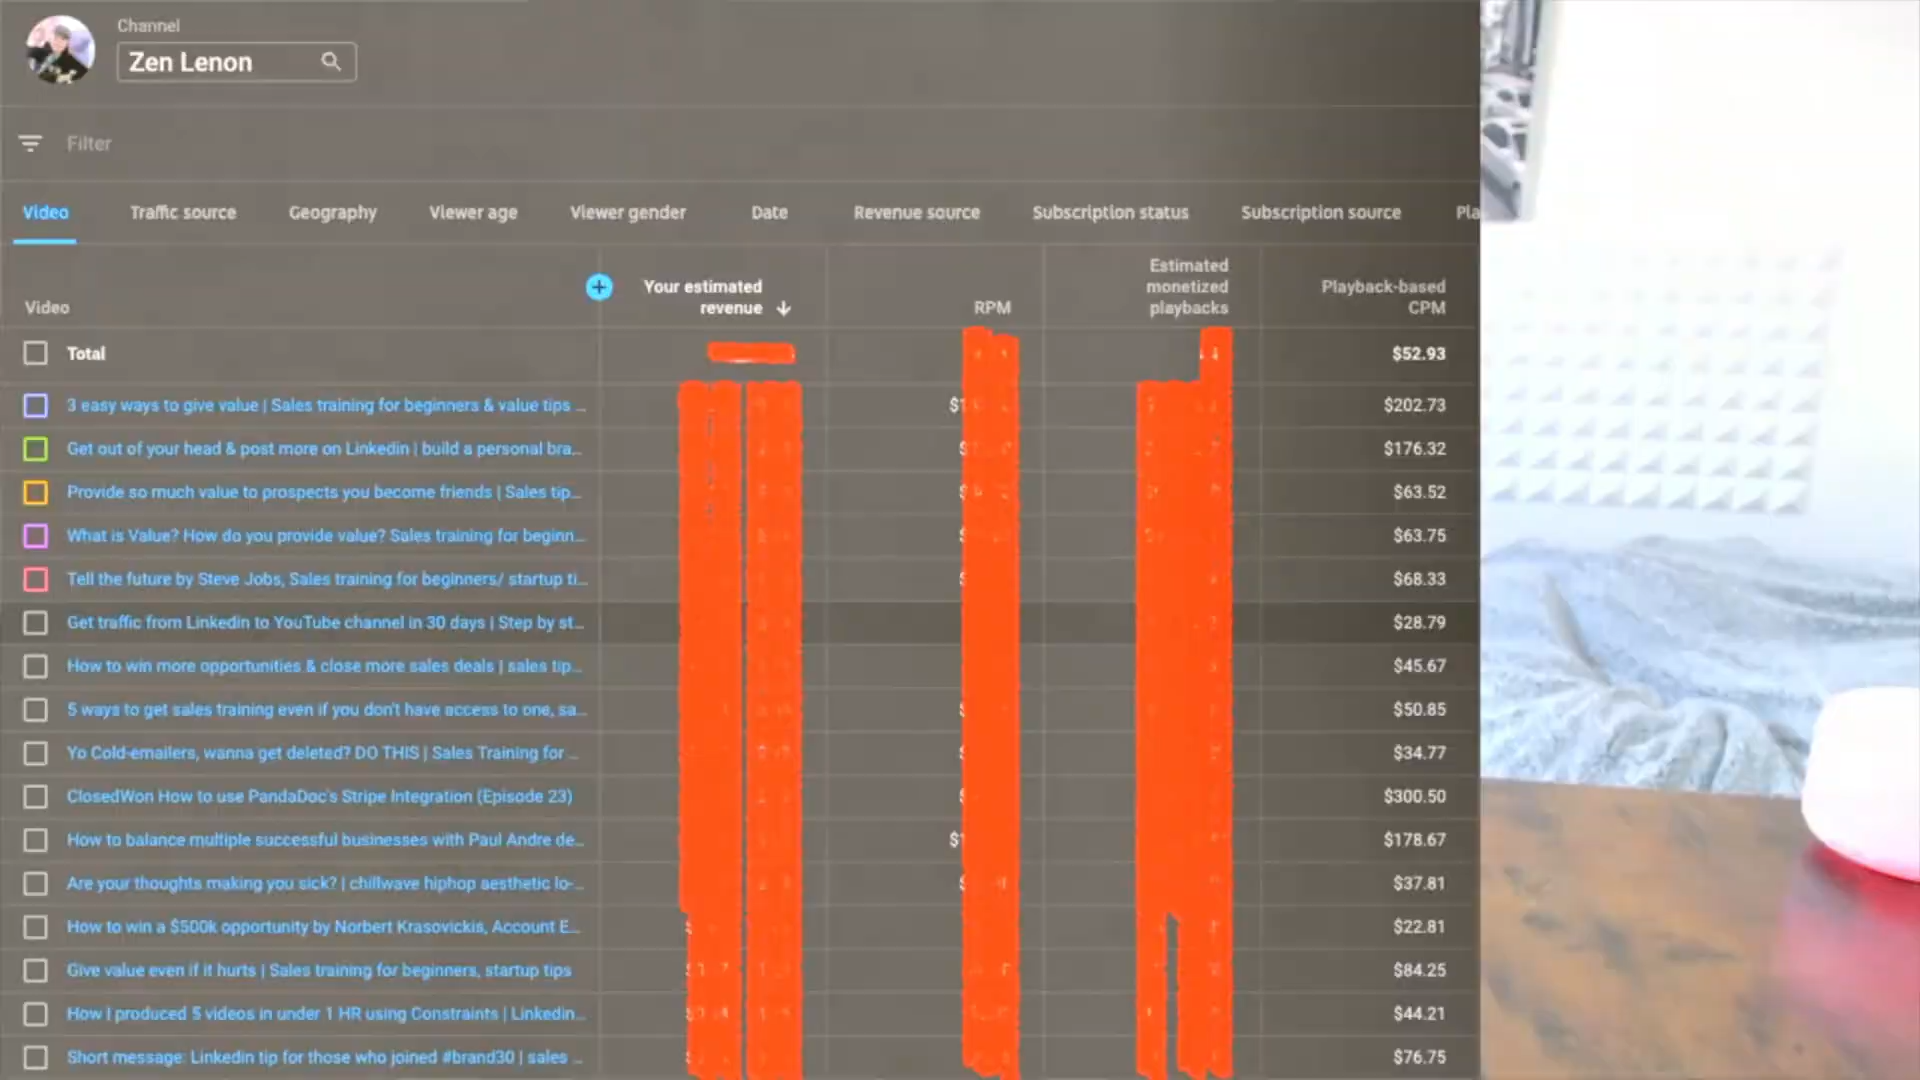 Channel
Zen Lenon
Filter
Video Traffic source Geography Viewer age Viewer gender Date Revenue source Subscription status Subscription source Pla
Video Your estimated revenue RPM Estimated monetized playbacks Playback-based CPM
Total $52.93
3 easy ways to give value | Sales training for beginners & value tips ... $202.73
Get out of your head & post more on Linkedin | build a personal bra... $176.32
Provide so much value to prospects you become friends | Sales tip... $63.52
What is Value? How do you provide value? Sales training for beginn... $63.75
Tell the future by Steve Jobs, Sales training for beginners/ startup ti... $68.33
Get traffic from Linkedin to YouTube channel in 30 days | Step by st... $28.79
How to win more opportunities & close more sales deals | sales tip... $45.67
5 ways to get sales training even if you don't have access to one, sa... $50.85
Yo Cold-emailers, wanna get deleted? DO THIS | Sales Training for ... $34.77
ClosedWon How to use PandaDoc's Stripe Integration (Episode 23) $300.50
How to balance multiple successful businesses with Paul Andre de... $178.67
Are your thoughts making you sick? | chillwave hiphop aesthetic lo-... $37.81
How to win a $500k opportunity by Norbert Krasovickis, Account E... $22.81
Give value even if it hurts | Sales training for beginners, startup tips $84.25
How I produced 5 videos in under 1 HR using Constraints | Linkedin... $44.21
Short message: Linkedin tip for those who joined #brand30 | sales ... $76.75